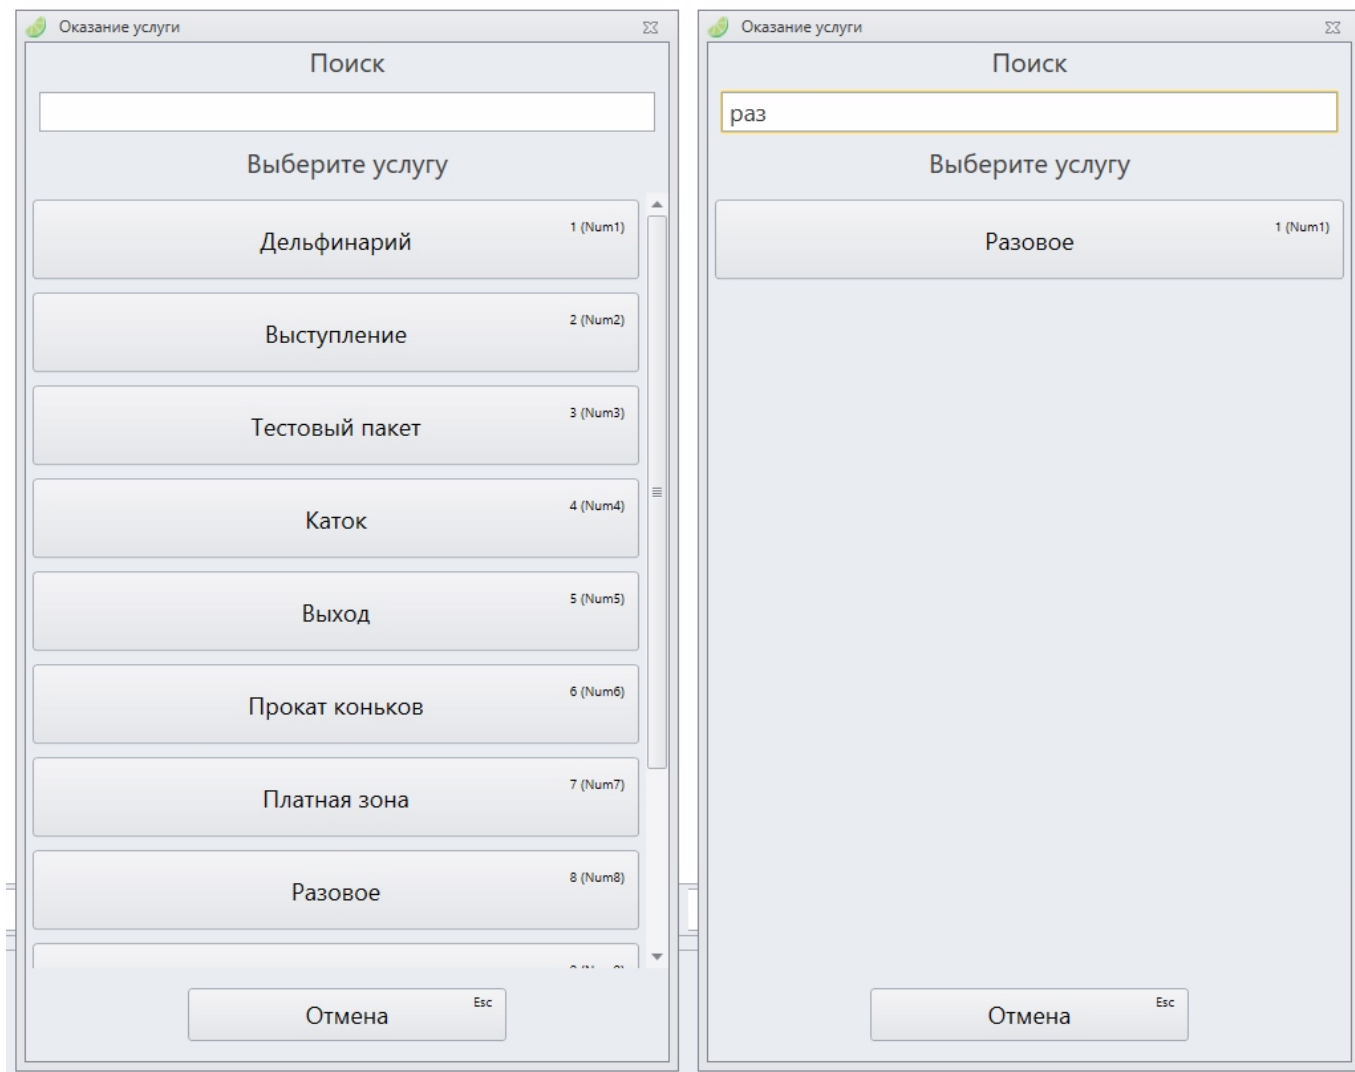 Оказание услуги
Поиск
Выберите услугу
Дельфинарий
1 (Num1)
Выступление
2 (Num2)
Тестовый пакет
3 (Num3)
Каток
4 (Num4)
Выход
5 (Num5)
Прокат коньков
6 (Num6)
Платная зона
7 (Num7)
Разовое
8 (Num8)
Отмена
Esc
Оказание услуги
Поиск
раз
Выберите услугу
Разовое
1 (Num1)
Отмена
Esc